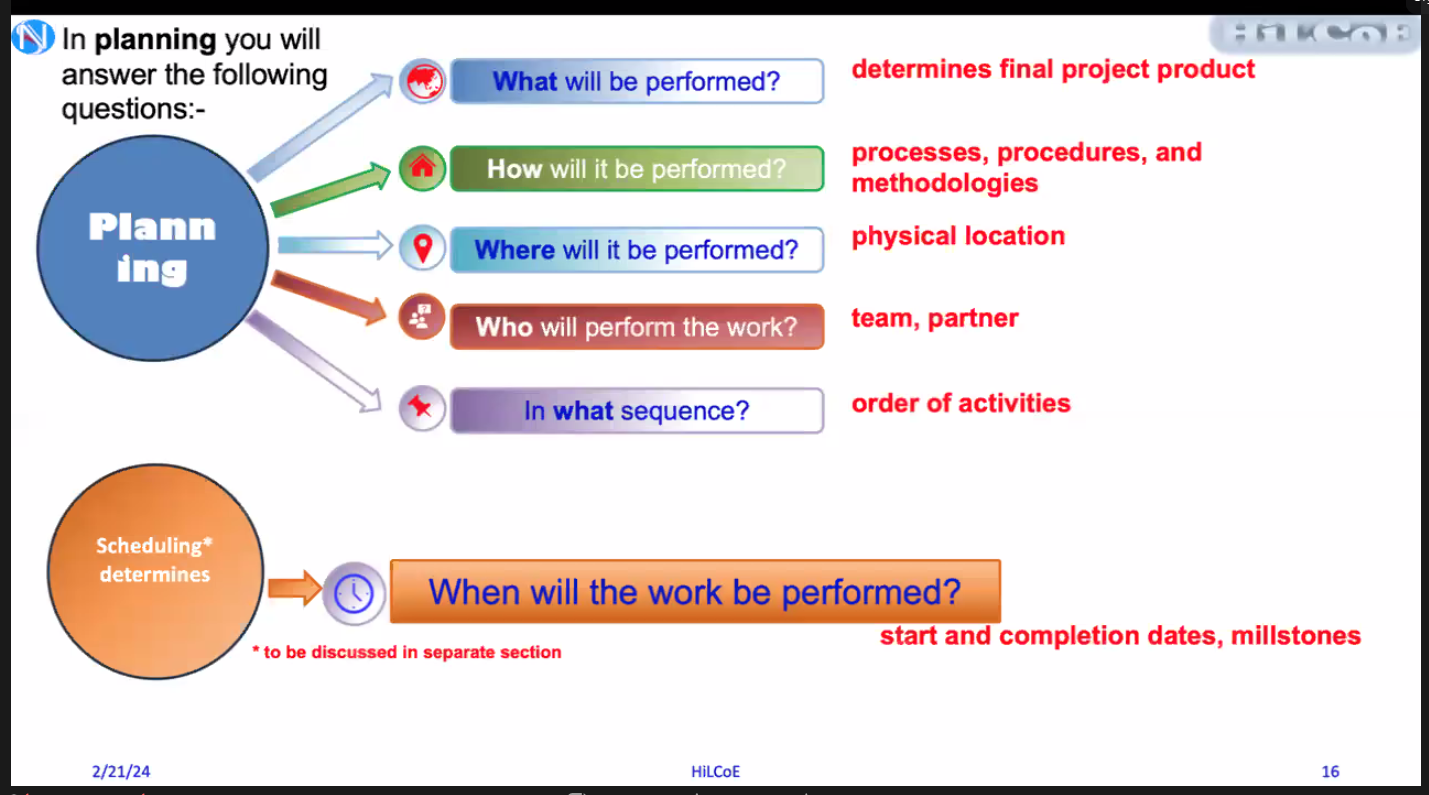 In planning you will
answer the following
questions:-
HiLCoE
Plann
ing
What will be performed?
determines final project product
How will it be performed?
processes, procedures, and
methodologies
Where will it be performed?
physical location
Who will perform the work?
team, partner
In what sequence?
order of activities
Scheduling*
determines
When will the work be performed?
start and completion dates, millstones
* to be discussed in separate section
2/21/24
HiLCoE
16